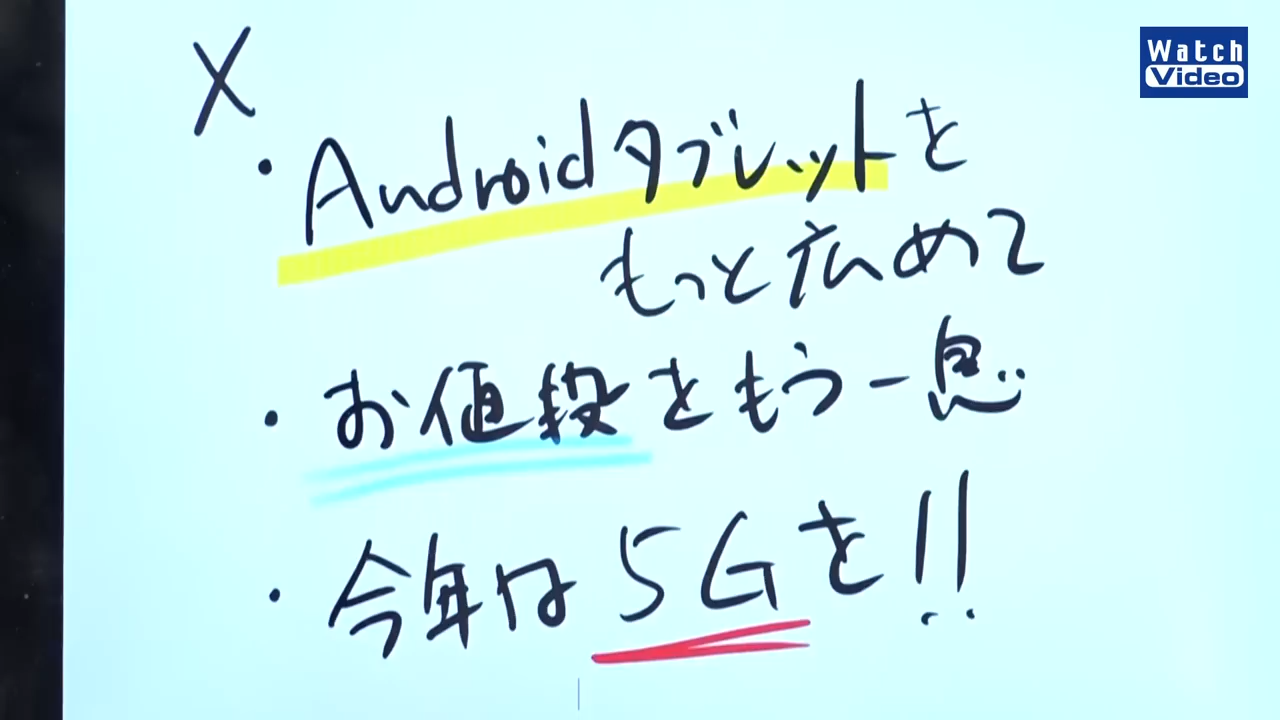 X
Watch
Video
・Androidタブレットを
もっと広めて
・お値段をもう一息
・今年は5Gを!!